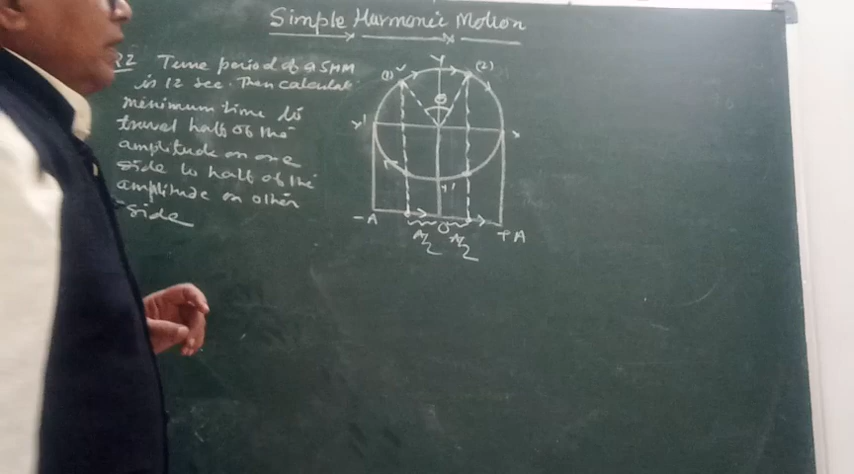 Simple Harmonic Motion
Q2 Time period of a SHM
is 12 sec. Then calculate
minimum time to
travel half of the
amplitude on one
side to half of the
amplitude on other
side
(1) Y (2)
θ
x' x
y'
-A O +A
A/2 A/2